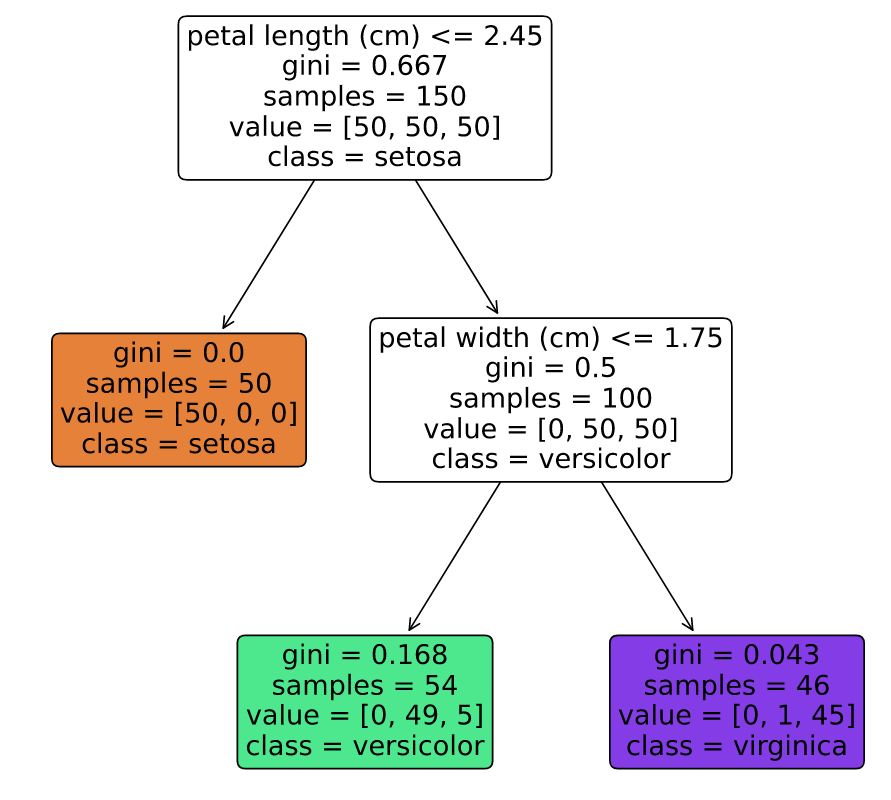 petal length (cm) <= 2.45
gini = 0.667
samples = 150
value = [50, 50, 50]
class = setosa
gini = 0.0
samples = 50
value = [50, 0, 0]
class = setosa
petal width (cm) <= 1.75
gini = 0.5
samples = 100
value = [0, 50, 50]
class = versicolor
gini = 0.168
samples = 54
value = [0, 49, 5]
class = versicolor
gini = 0.043
samples = 46
value = [0, 1, 45]
class = virginica